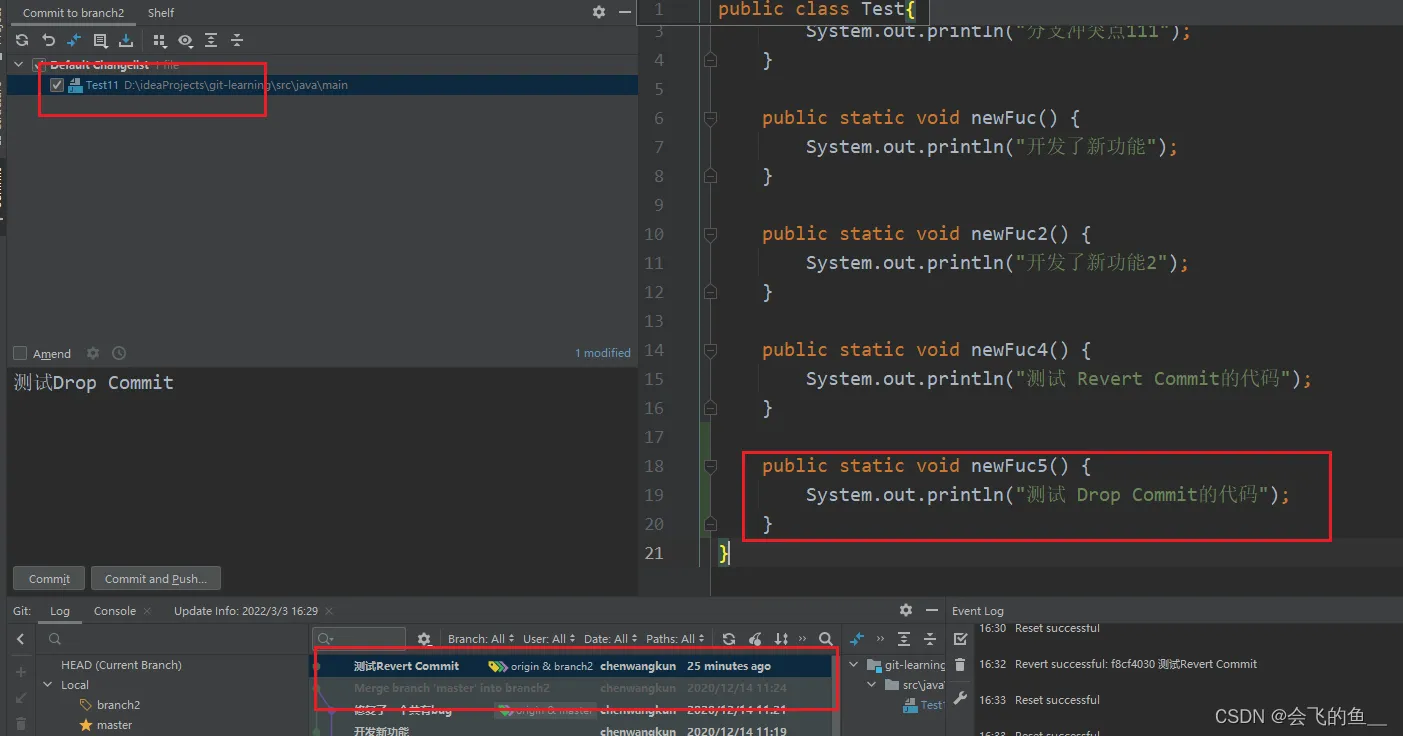 Commit to branch2 Shelf
Default Changelist 1 file
Test11 D:\ideaProjects\git-learning\src\java\main
Amend 1 modified
测试Drop Commit
Commit Commit and Push...
1 public class Test{
3 System.out.println("分支冲突点111");
4 }
5
6 public static void newFuc() {
7 System.out.println("开发了新功能");
8 }
9
10 public static void newFuc2() {
11 System.out.println("开发了新功能2");
12 }
13
14 public static void newFuc4() {
15 System.out.println("测试 Revert Commit的代码");
16 }
17
18 public static void newFuc5() {
19 System.out.println("测试 Drop Commit的代码");
20 }
21 }
Git: Log Console × Update Info: 2022/3/3 16:29 ×
HEAD (Current Branch)
Local
branch2
master
Branch: All User: All Date: All Paths: All
测试Revert Commit origin & branch2 chenwangkun 25 minutes ago
Merge branch 'master' into branch2 chenwangkun 2020/12/14 11:24
修复了一个共有bug origin & master chenwangkun 2020/12/14 11:21
开发新功能 chenwangkun 2020/12/14 11:19
git-learning
src\java\
Test
Event Log
16:30 Reset successful
16:32 Revert successful: f8cf4030 测试Revert Commit
16:33 Reset successful
16:33 Reset successful
CSDN @会飞的鱼__